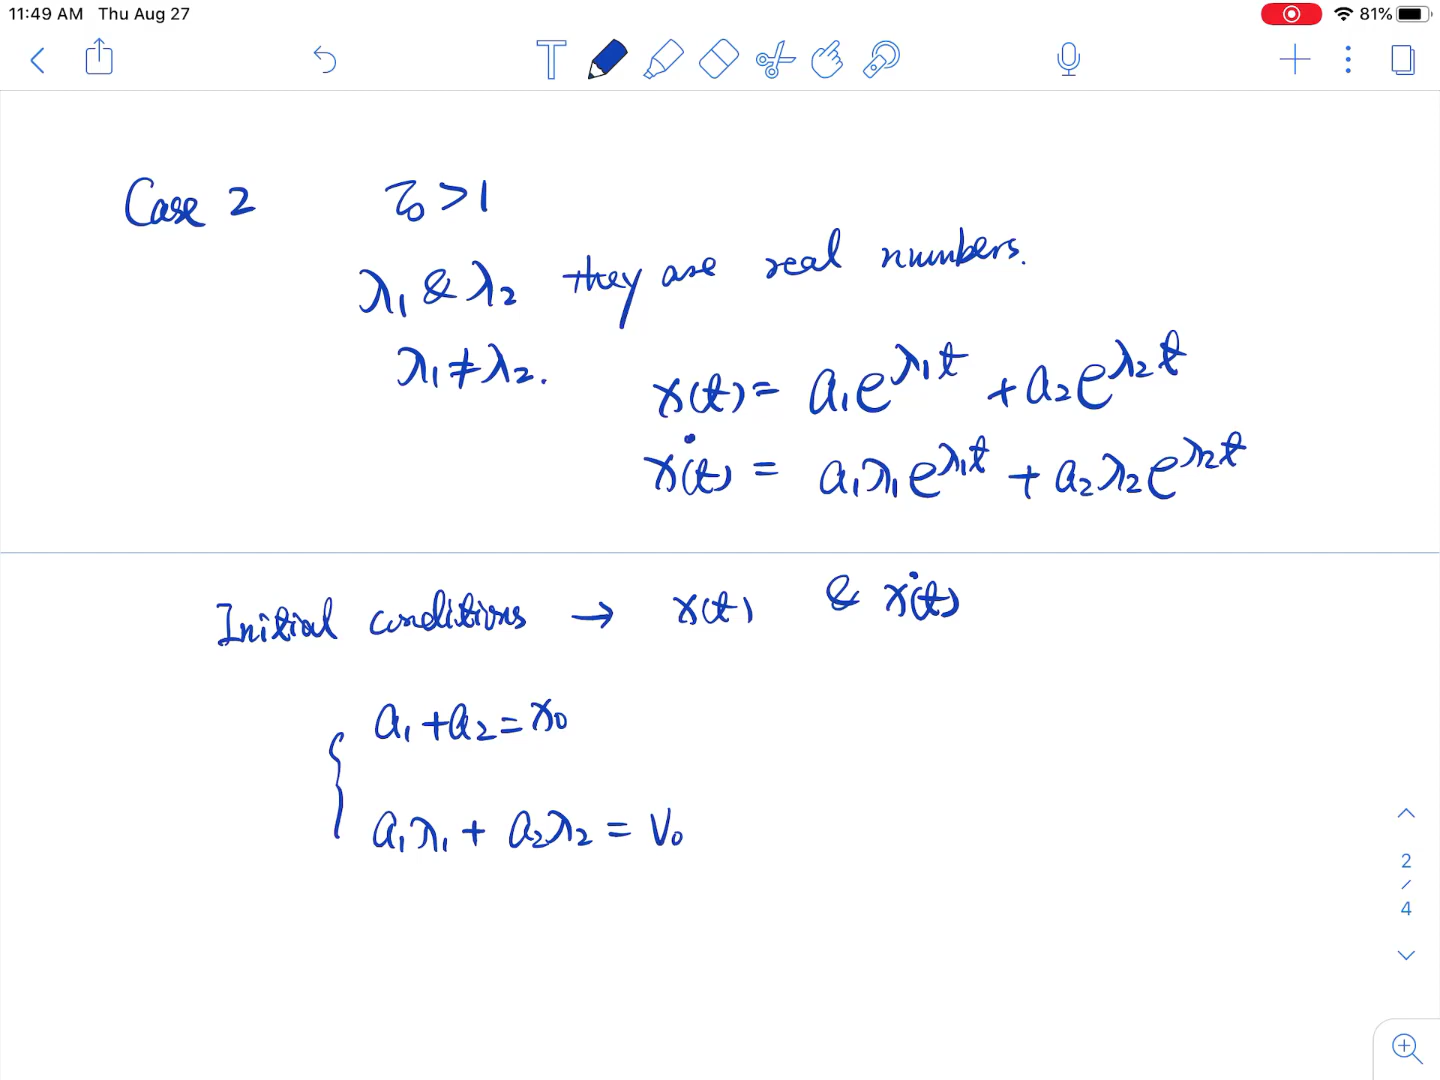 11:49 AM Thu Aug 27
81%
T
Case 2 ζ₀ > 1
λ₁ & λ₂ they are real numbers.
λ₁ ≠ λ₂.
x(t) = a₁e^{λ₁t} + a₂e^{λ₂t}
ẋ(t) = a₁λ₁e^{λ₁t} + a₂λ₂e^{λ₂t}
Initial conditions → x(t) & ẋ(t)
a₁ + a₂ = x₀
a₁λ₁ + a₂λ₂ = v₀
2
/
4